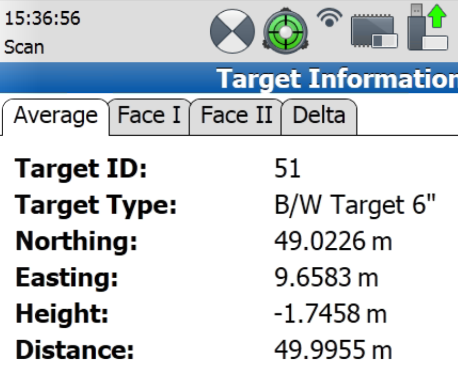 15:36:56
Scan
Target Information
Average Face I Face II Delta
Target ID: 51
Target Type: B/W Target 6"
Northing: 49.0226 m
Easting: 9.6583 m
Height: -1.7458 m
Distance: 49.9955 m